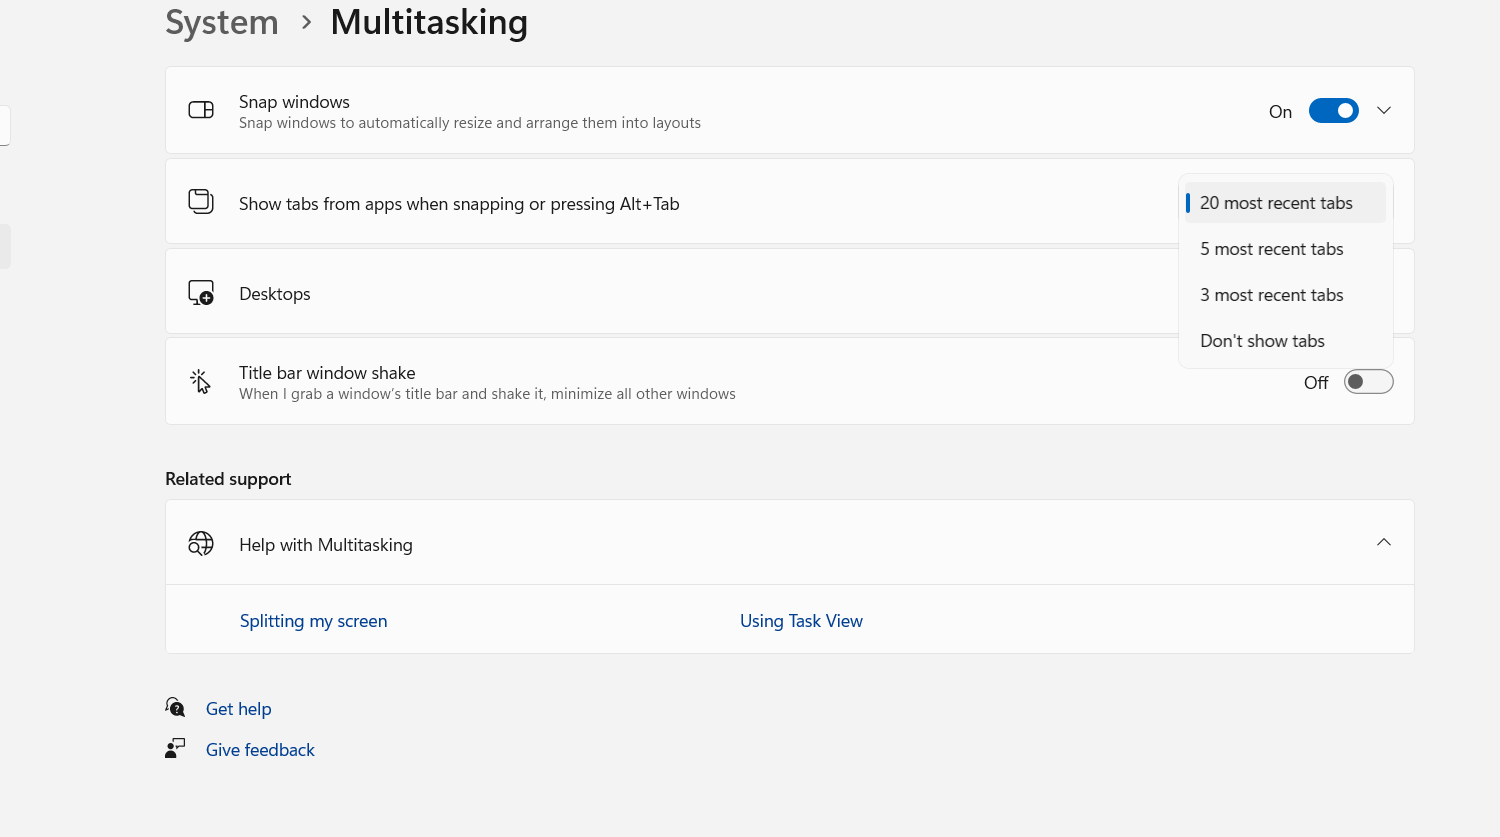 System > Multitasking
Snap windows
Snap windows to automatically resize and arrange them into layouts
On
Show tabs from apps when snapping or pressing Alt+Tab
20 most recent tabs
5 most recent tabs
3 most recent tabs
Don't show tabs
Desktops
Title bar window shake
When I grab a window’s title bar and shake it, minimize all other windows
Off
Related support
Help with Multitasking
Splitting my screen
Using Task View
Get help
Give feedback